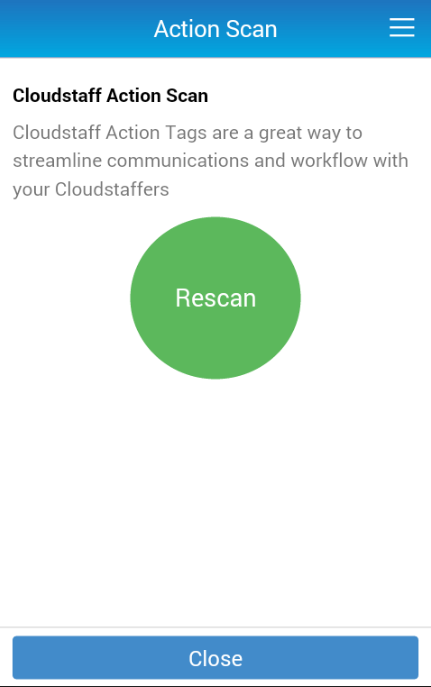 Action Scan
Cloudstaff Action Scan
Cloudstaff Action Tags are a great way to
streamline communications and workflow with
your Cloudstaffers
Rescan
Close